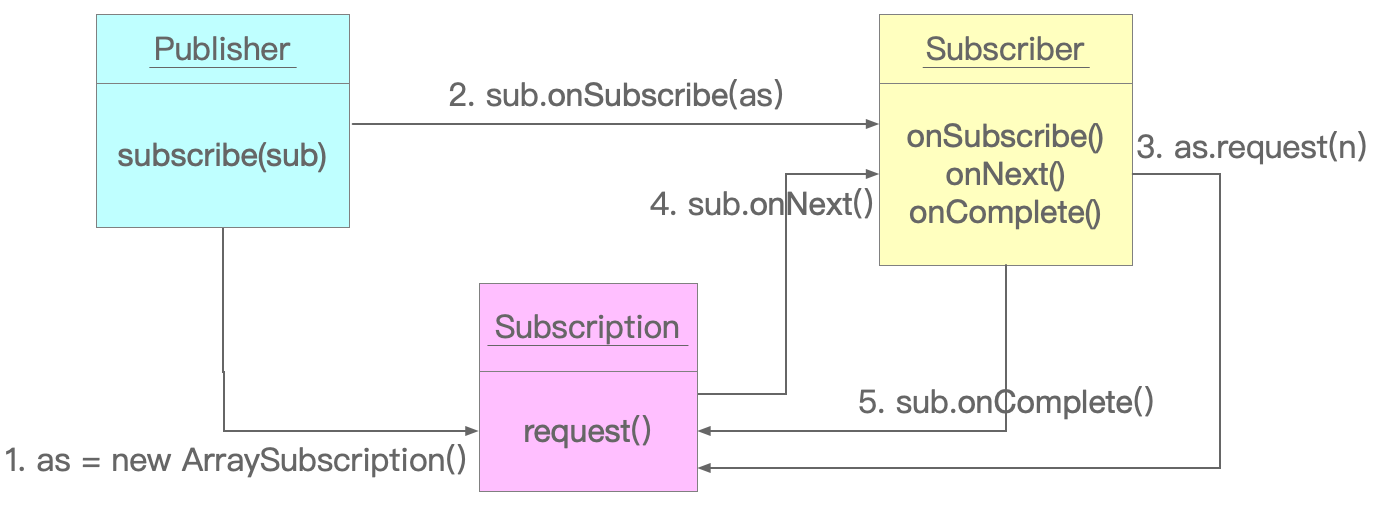 Publisher
subscribe(sub)
2. sub.onSubscribe(as)
Subscriber
onSubscribe()
onNext()
onComplete()
3. as.request(n)
4. sub.onNext()
Subscription
request()
5. sub.onComplete()
1. as = new ArraySubscription()